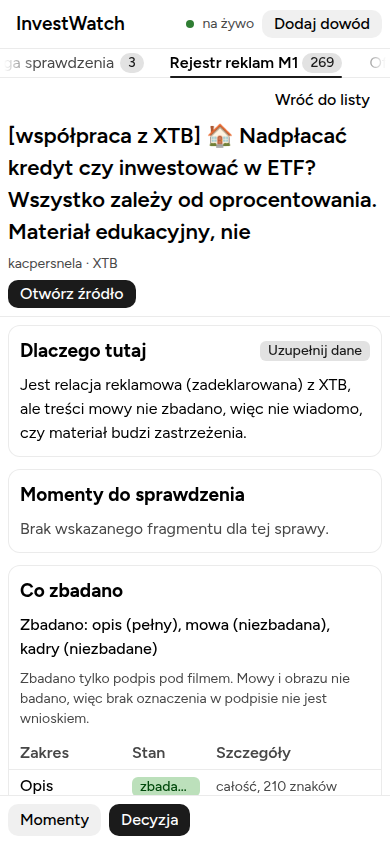 InvestWatch
na żywo
Dodaj dowód
ga sprawdzenia 3
Rejestr reklam M1 269
Wróć do listy
[współpraca z XTB] 🏠 Nadpłacać
kredyt czy inwestować w ETF?
Wszystko zależy od oprocentowania.
Materiał edukacyjny, nie
kacpersnela · XTB
Otwórz źródło
Dlaczego tutaj
Uzupełnij dane
Jest relacja reklamowa (zadeklarowana) z XTB,
ale treści mowy nie zbadano, więc nie wiadomo,
czy materiał budzi zastrzeżenia.
Momenty do sprawdzenia
Brak wskazanego fragmentu dla tej sprawy.
Co zbadano
Zbadano: opis (pełny), mowa (niezbadana),
kadry (niezbadane)
Zbadano tylko podpis pod filmem. Mowy i obrazu nie
badano, więc brak oznaczenia w podpisie nie jest
wnioskiem.
Zakres Stan Szczegóły
Opis zbada... całość, 210 znaków
Momenty
Decyzja